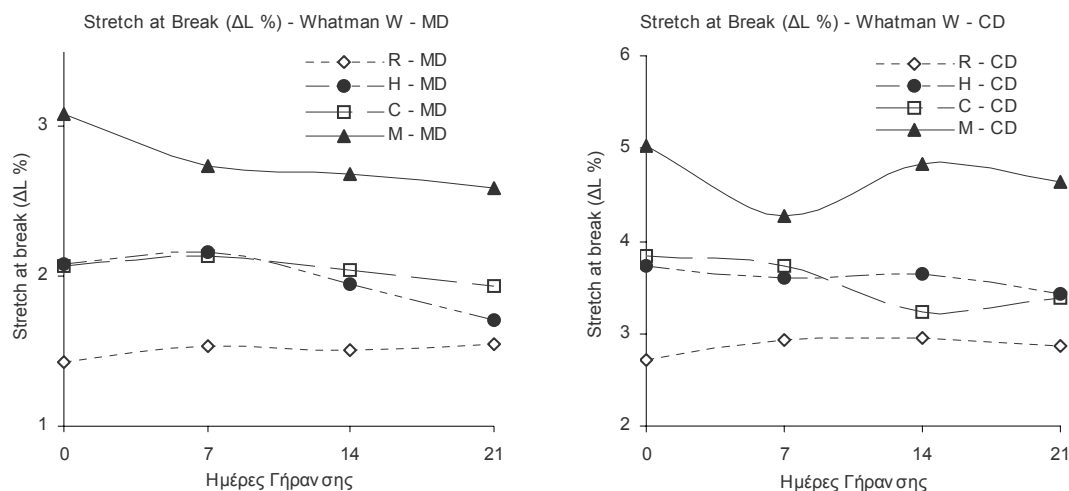 Stretch at Break (ΔL %) - Whatman W - MD
R - MD
H - MD
C - MD
M - MD
Stretch at break (ΔL %)
3
2
1
0 7 14 21
Ημέρες Γήρανσης
Stretch at Break (ΔL %) - Whatman W - CD
R - CD
H - CD
C - CD
M - CD
Stretch at break (ΔL %)
6
5
4
3
2
0 7 14 21
Ημέρες Γήρανσης